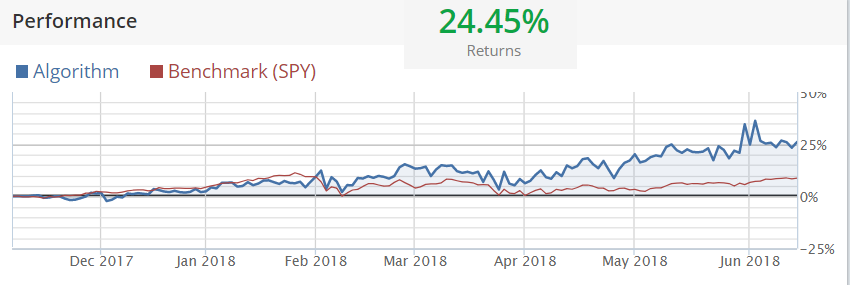 Performance
24.45%
Returns
Algorithm
Benchmark (SPY)
50%
25%
0%
-25%
Dec 2017
Jan 2018
Feb 2018
Mar 2018
Apr 2018
May 2018
Jun 2018